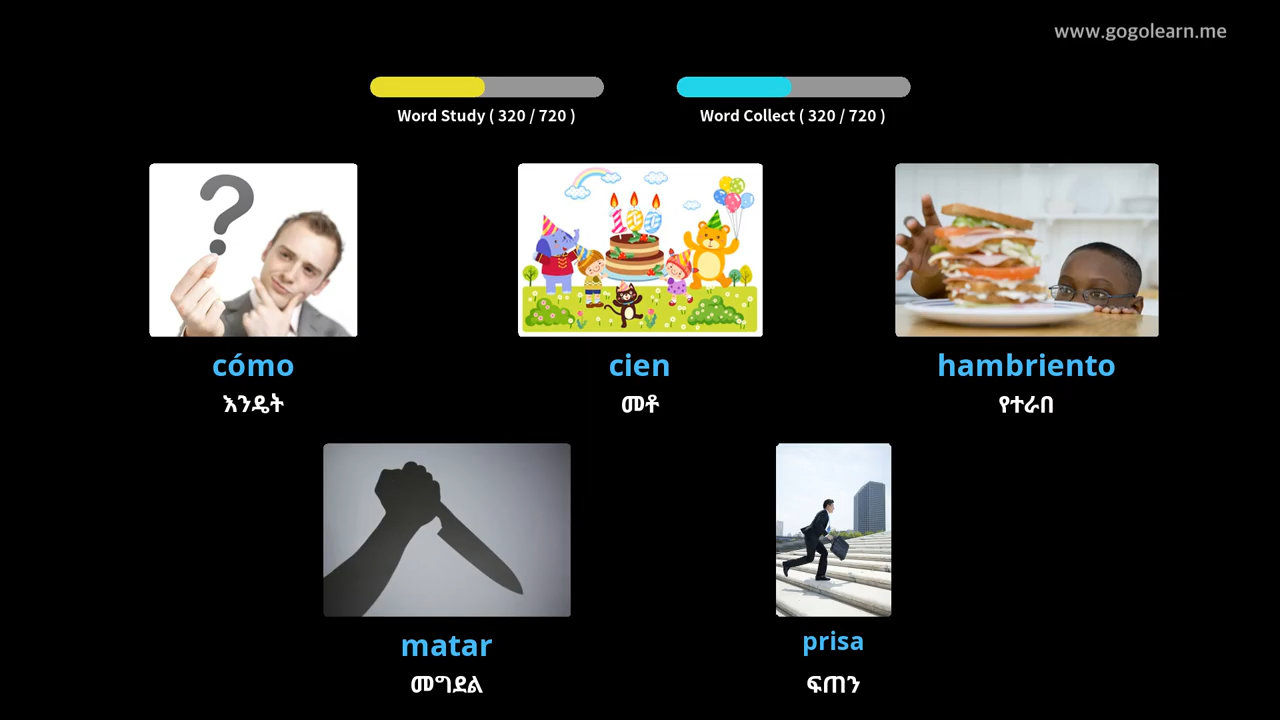 www.gogolearn.me
Word Study ( 320 / 720 )
Word Collect ( 320 / 720 )
100
cómo
እንዴት
cien
መቶ
hambriento
የተራበ
matar
መግደል
prisa
ፍጠን